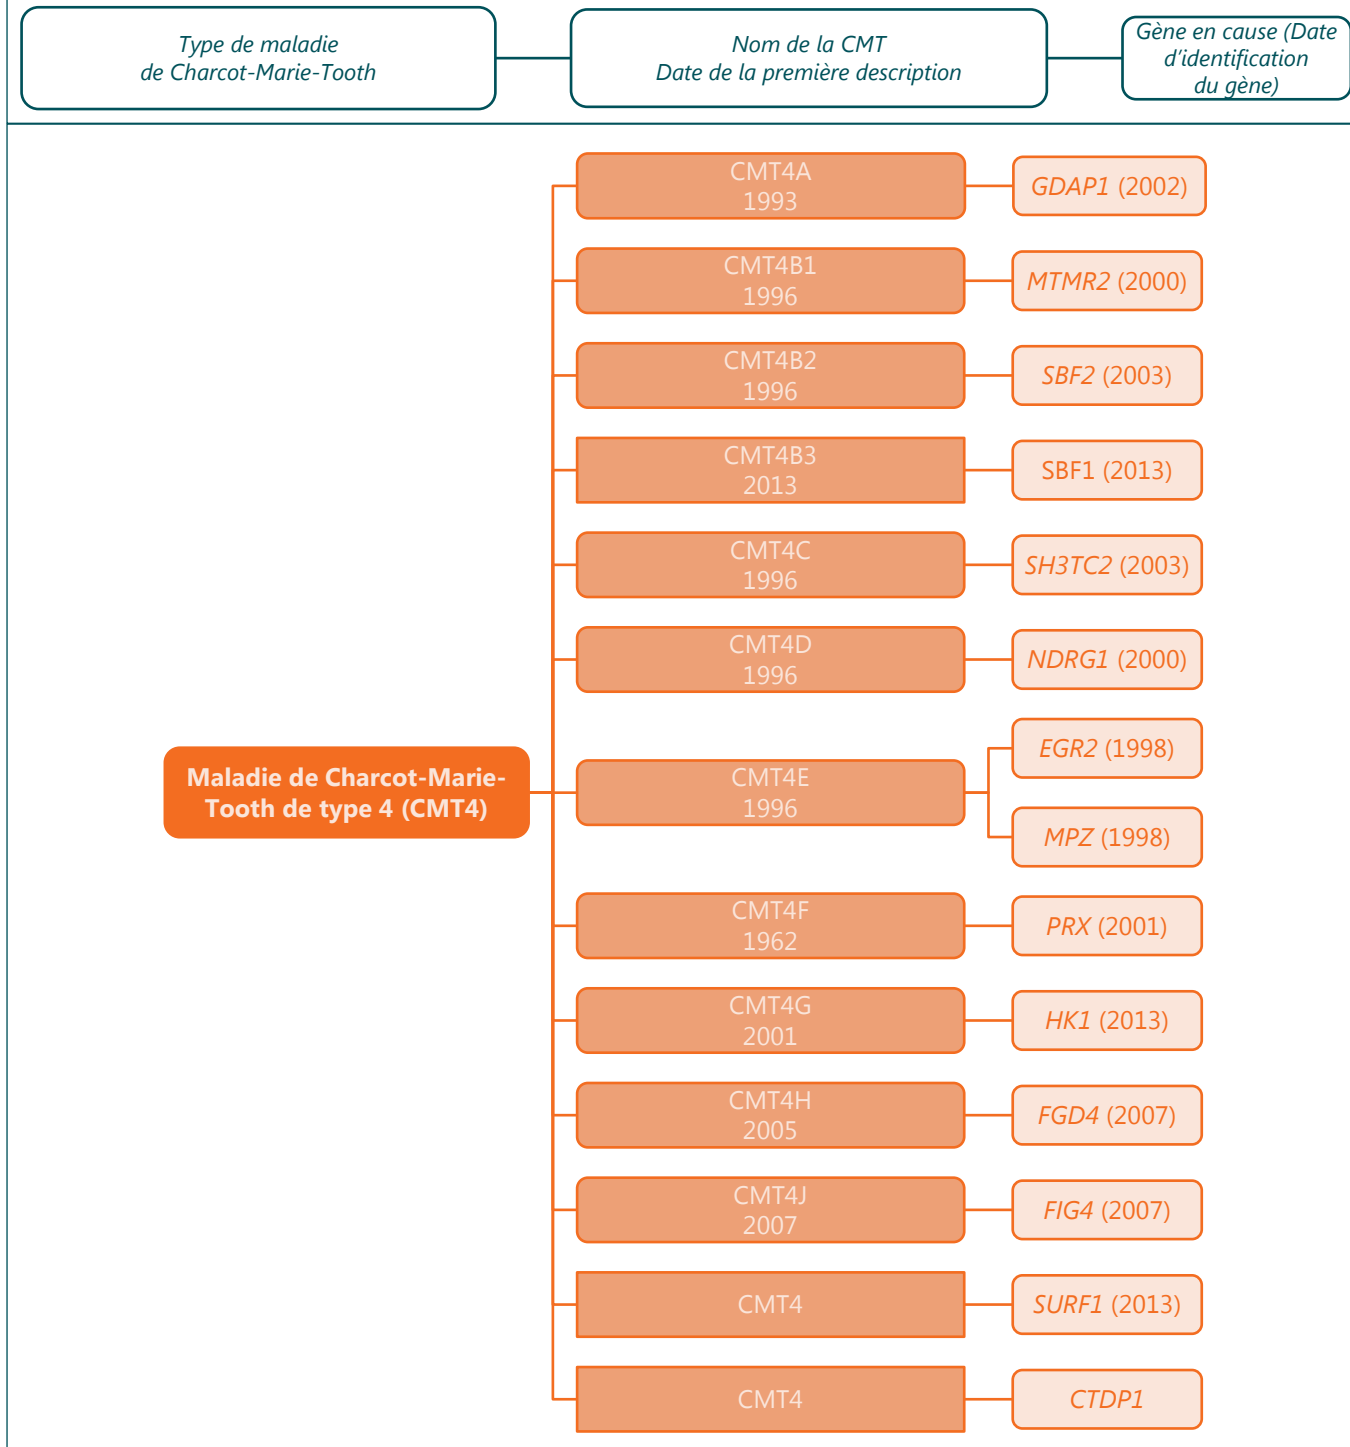 Type de maladie
de Charcot-Marie-Tooth
Nom de la CMT
Date de la première description
Gène en cause (Date
d'identification
du gène)
CMT4A
1993
GDAP1 (2002)
CMT4B1
1996
MTMR2 (2000)
CMT4B2
1996
SBF2 (2003)
CMT4B3
2013
SBF1 (2013)
CMT4C
1996
SH3TC2 (2003)
CMT4D
1996
NDRG1 (2000)
Maladie de Charcot-Marie-
Tooth de type 4 (CMT4)
CMT4E
1996
EGR2 (1998)
MPZ (1998)
CMT4F
1962
PRX (2001)
CMT4G
2001
HK1 (2013)
CMT4H
2005
FGD4 (2007)
CMT4J
2007
FIG4 (2007)
CMT4
SURF1 (2013)
CMT4
CTDP1